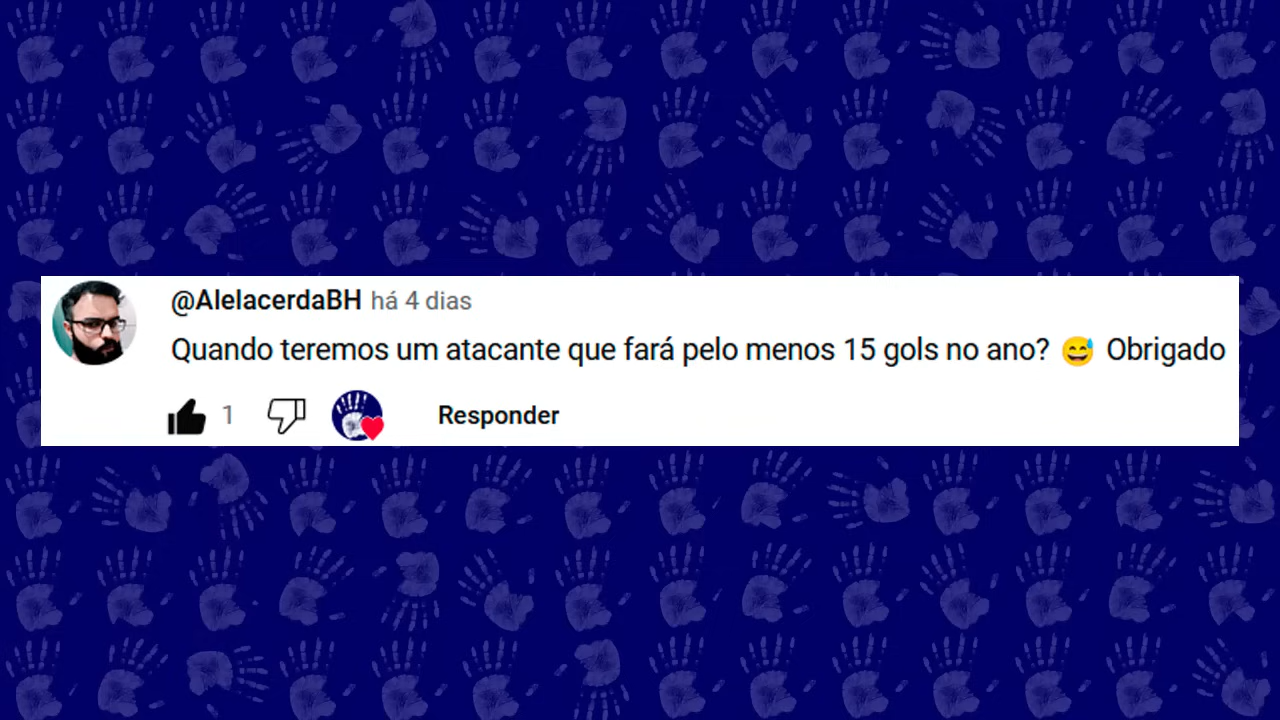 @AlelacerdaBH há 4 dias
Quando teremos um atacante que fará pelo menos 15 gols no ano? 😅 Obrigado
1 Responder